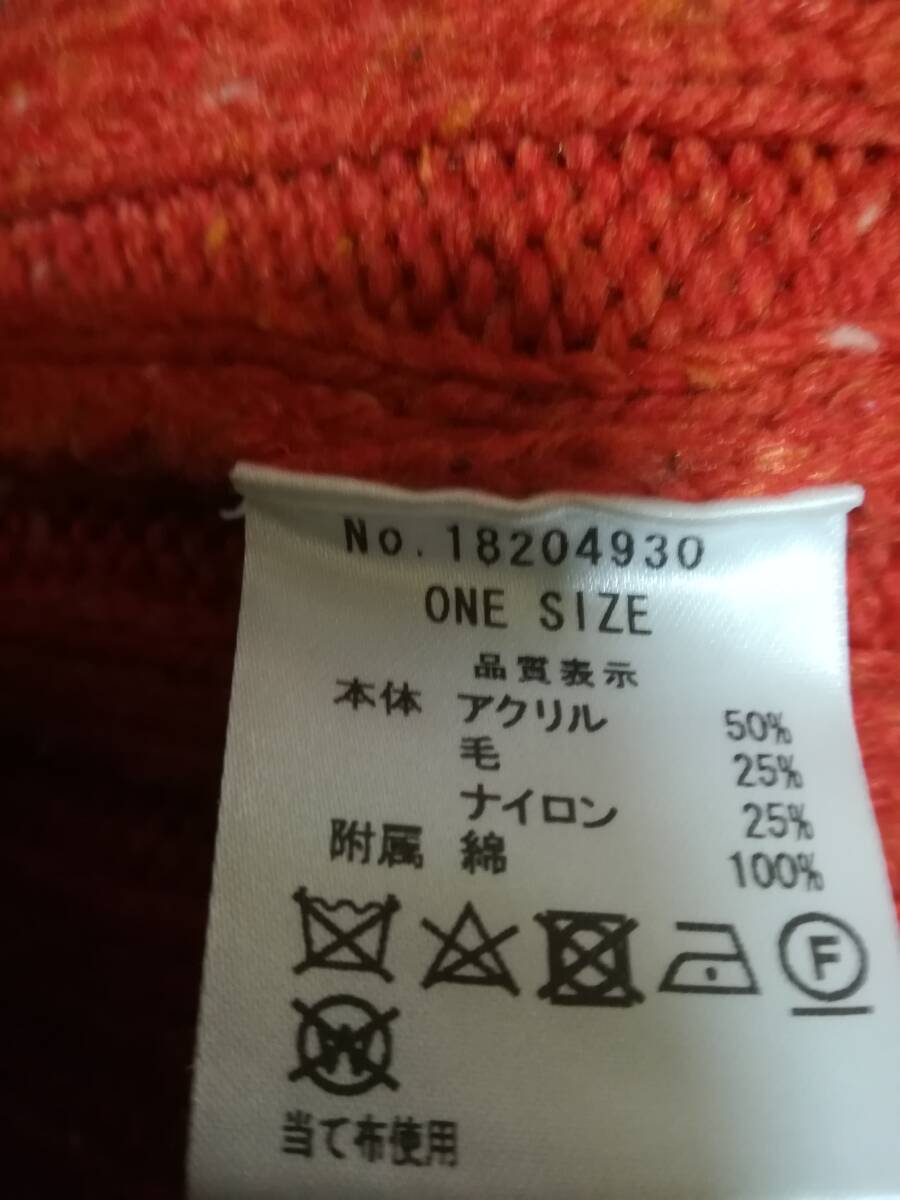 No.18204930
ONE SIZE
品質表示
本体 アクリル 50%
毛 25%
ナイロン 25%
附属 綿 100%
F
W
当て布使用